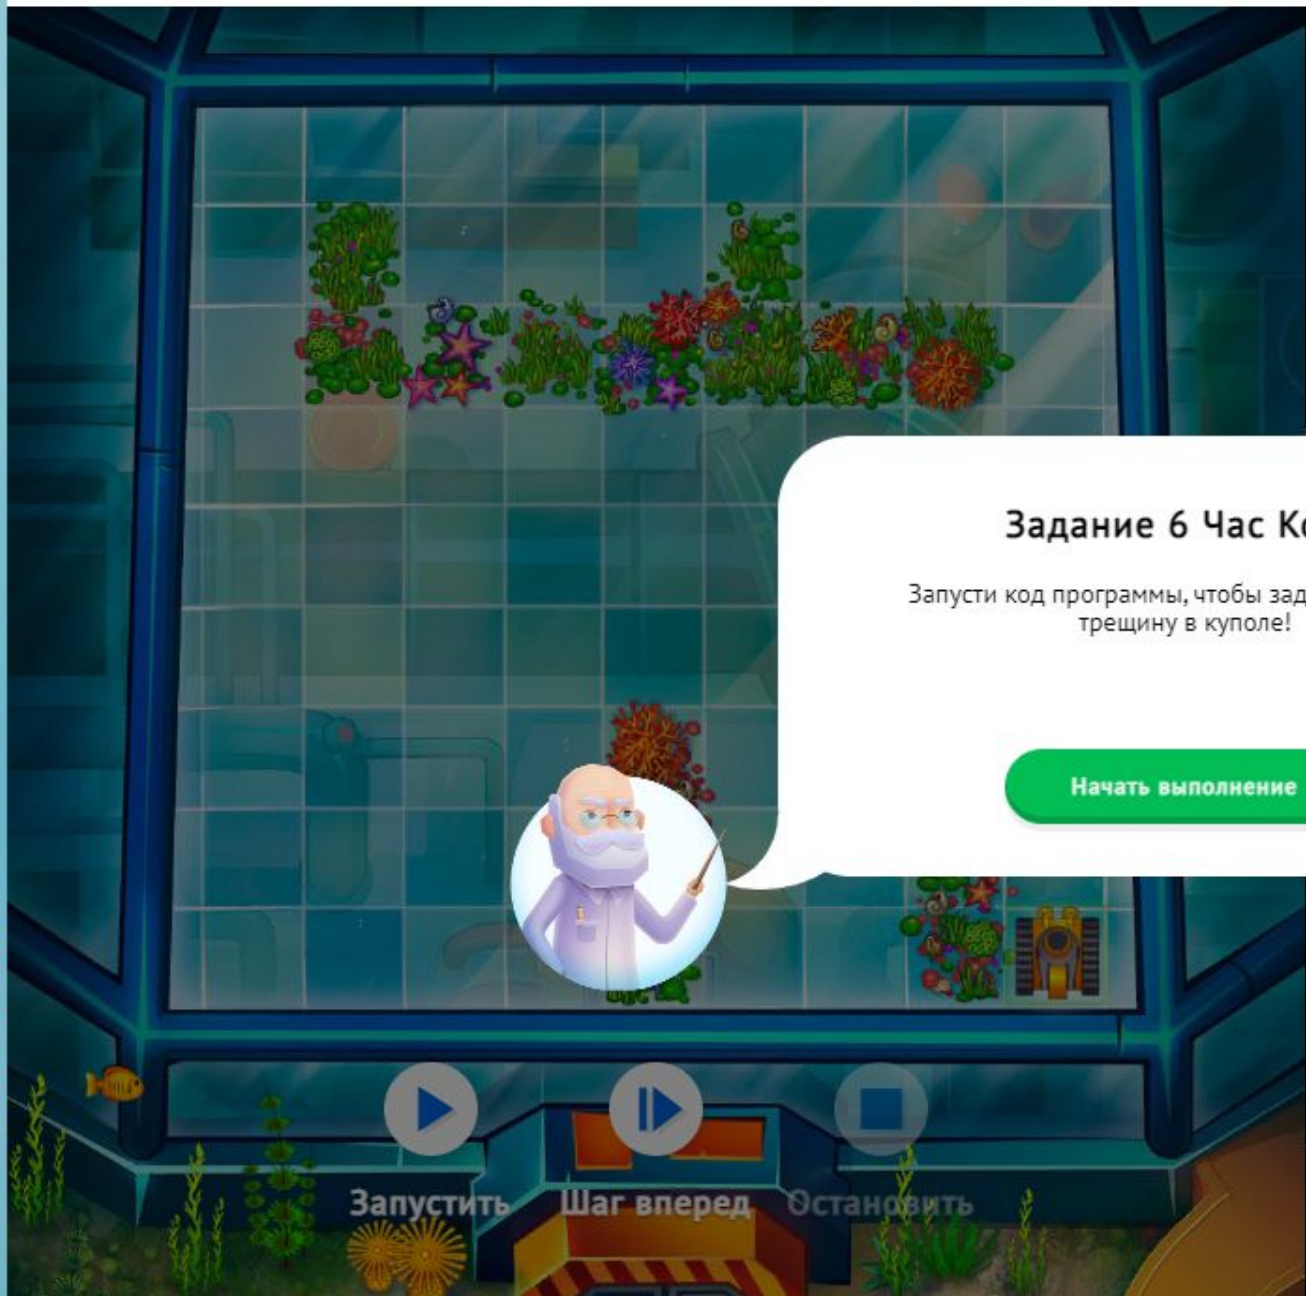 Задание 6 Час
Запусти код программы, чтобы
трещину в куполе!
Начать выполнение
Запустить Шаг вперед Остановить